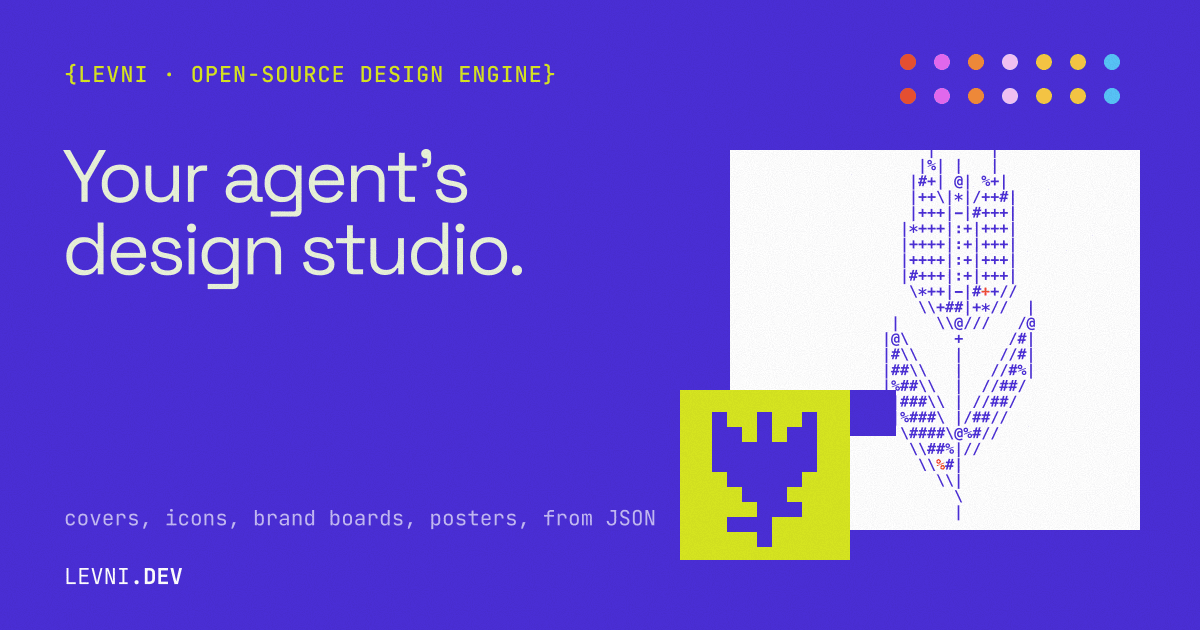 {LEVNI · OPEN-SOURCE DESIGN ENGINE}
Your agent’s
design studio.
covers, icons, brand boards, posters, from JSON
LEVNI.DEV